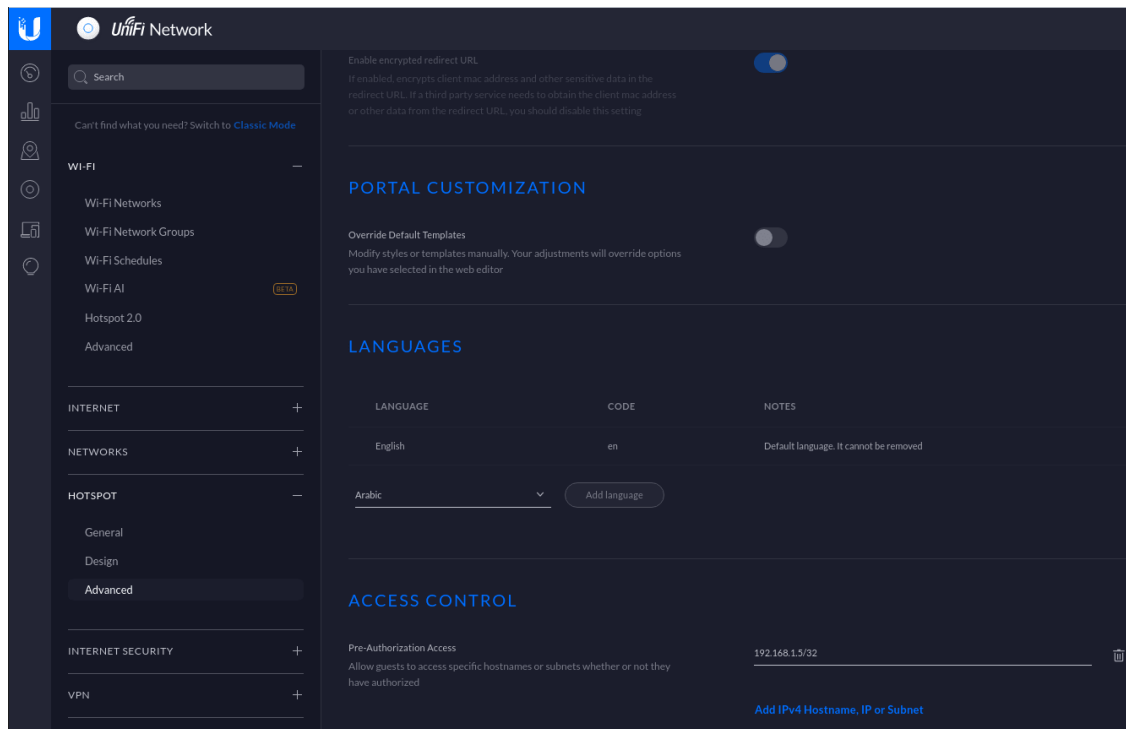 UniFi Network
Search
Can't find what you need? Switch to Classic Mode
WI-FI
Wi-Fi Networks
Wi-Fi Network Groups
Wi-Fi Schedules
Wi-Fi AI BETA
Hotspot 2.0
Advanced
INTERNET
NETWORKS
HOTSPOT
General
Design
Advanced
INTERNET SECURITY
VPN
Enable encrypted redirect URL
If enabled, encrypts client mac address and other sensitive data in the
redirect URL. If a third party service needs to obtain the client mac address
or other data from the redirect URL, you should disable this setting
PORTAL CUSTOMIZATION
Override Default Templates
Modify styles or templates manually. Your adjustments will override options
you have selected in the web editor
LANGUAGES
LANGUAGE CODE NOTES
English en Default language. It cannot be removed
Arabic Add language
ACCESS CONTROL
Pre-Authorization Access
Allow guests to access specific hostnames or subnets whether or not they
have authorized
192.168.1.5/32
Add IPv4 Hostname, IP or Subnet